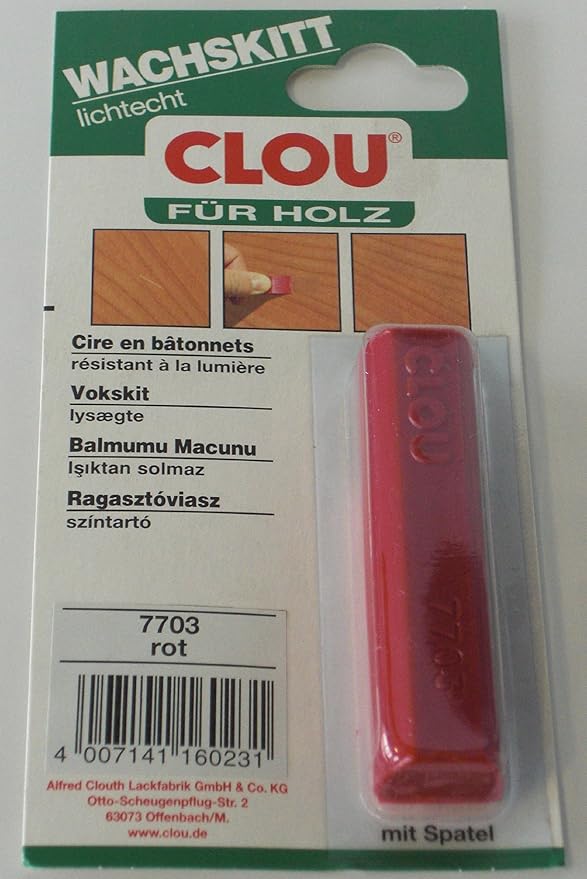 WACHSKITT
lichtecht
CLOU®
FÜR HOLZ
Cire en bâtonnets
résistant à la lumière
Vokskit
lysægte
Balmumu Macunu
Işıktan solmaz
Ragasztóviasz
színtartó
CLOU
7703
7703
rot
4 007141 160231
Alfred Clouth Lackfabrik GmbH & Co. KG
Otto-Scheugenpflug-Str. 2
63073 Offenbach/M.
www.clou.de
mit Spatel